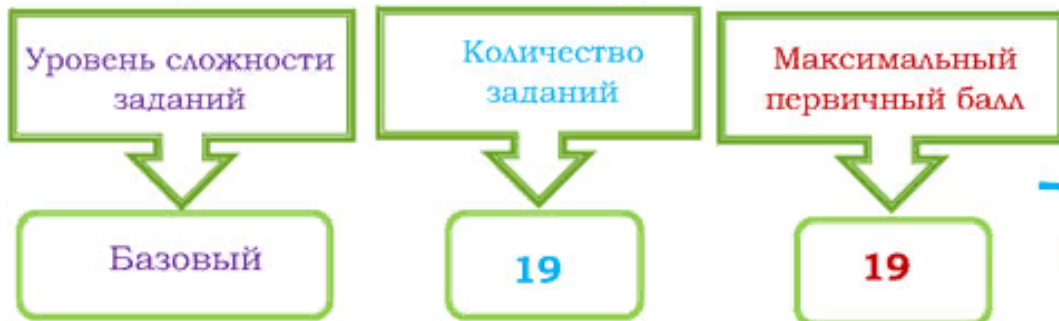 Уровень сложности
заданий
Количество
заданий
Максимальный
первичный балл
Базовый
19
19